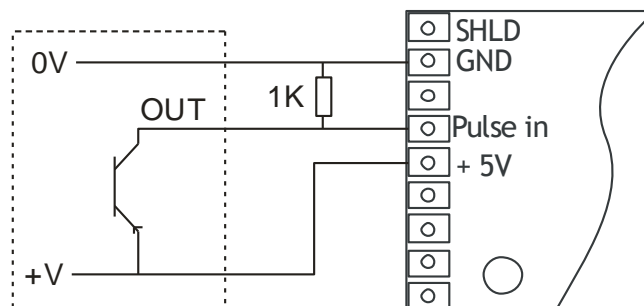 SHLD
0V
GND
1K
OUT
Pulse in
+ 5V
+V